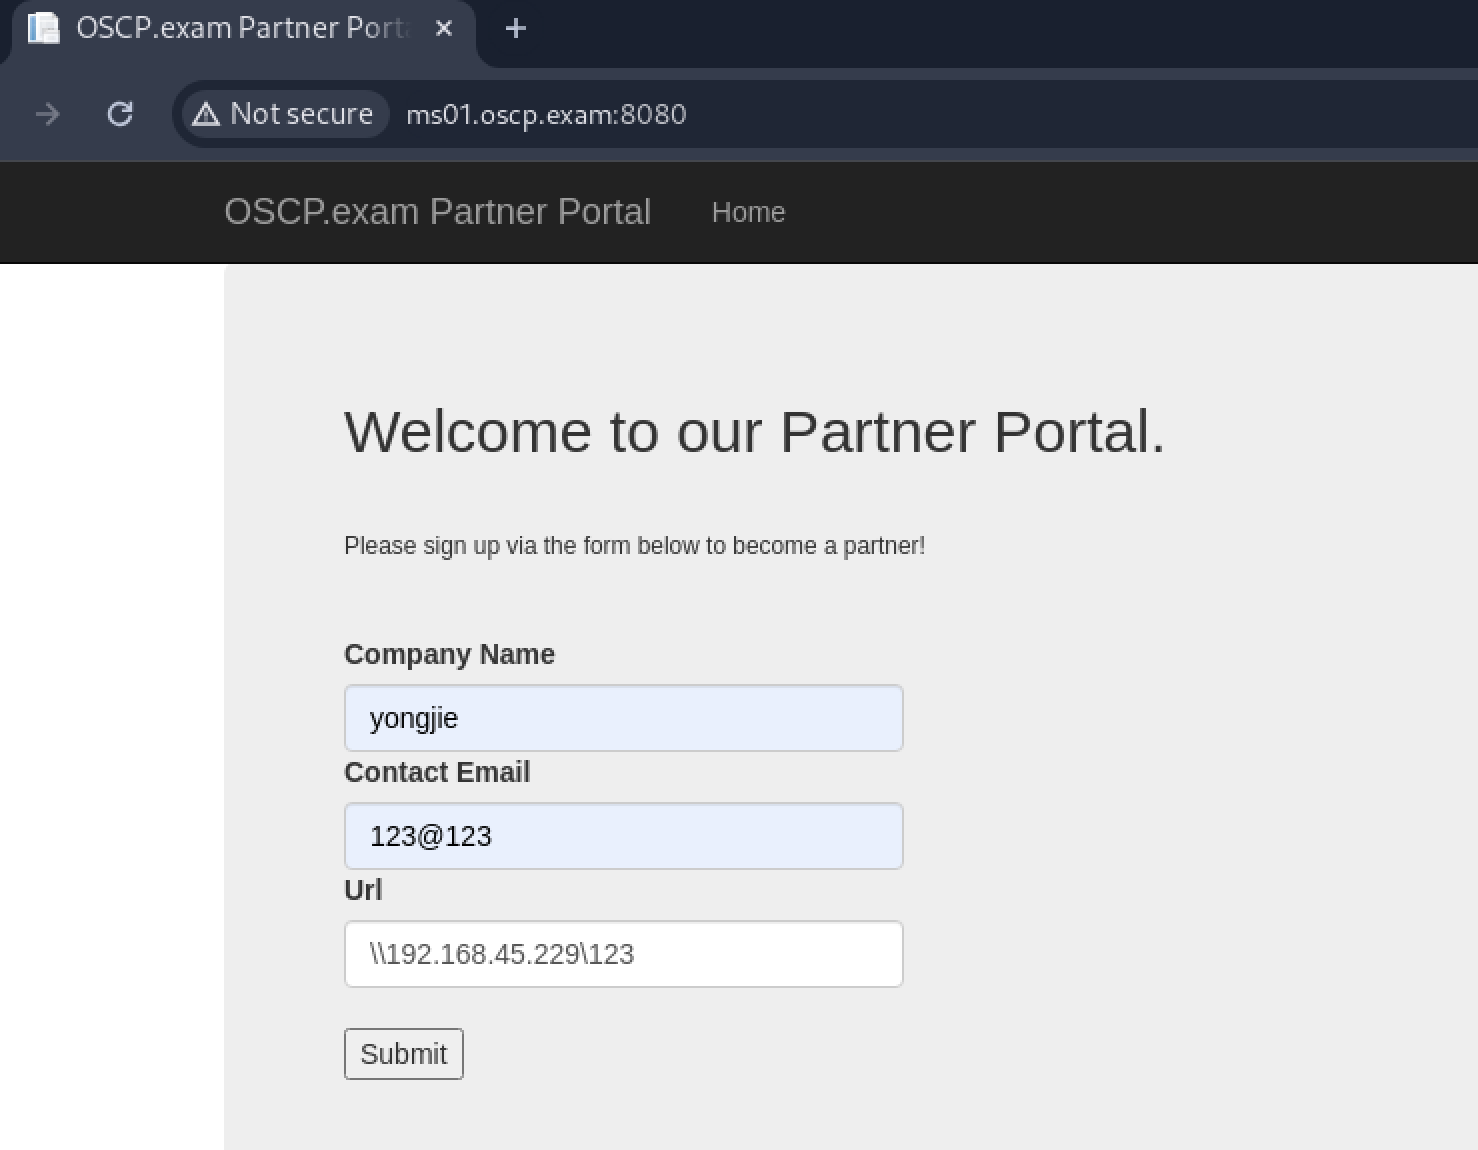 OSCP.exam Partner Porta
Not secure ms01.oscp.exam:8080
OSCP.exam Partner Portal Home
Welcome to our Partner Portal.
Please sign up via the form below to become a partner!
Company Name
yongjie
Contact Email
123@123
Url
\\192.168.45.229\123
Submit